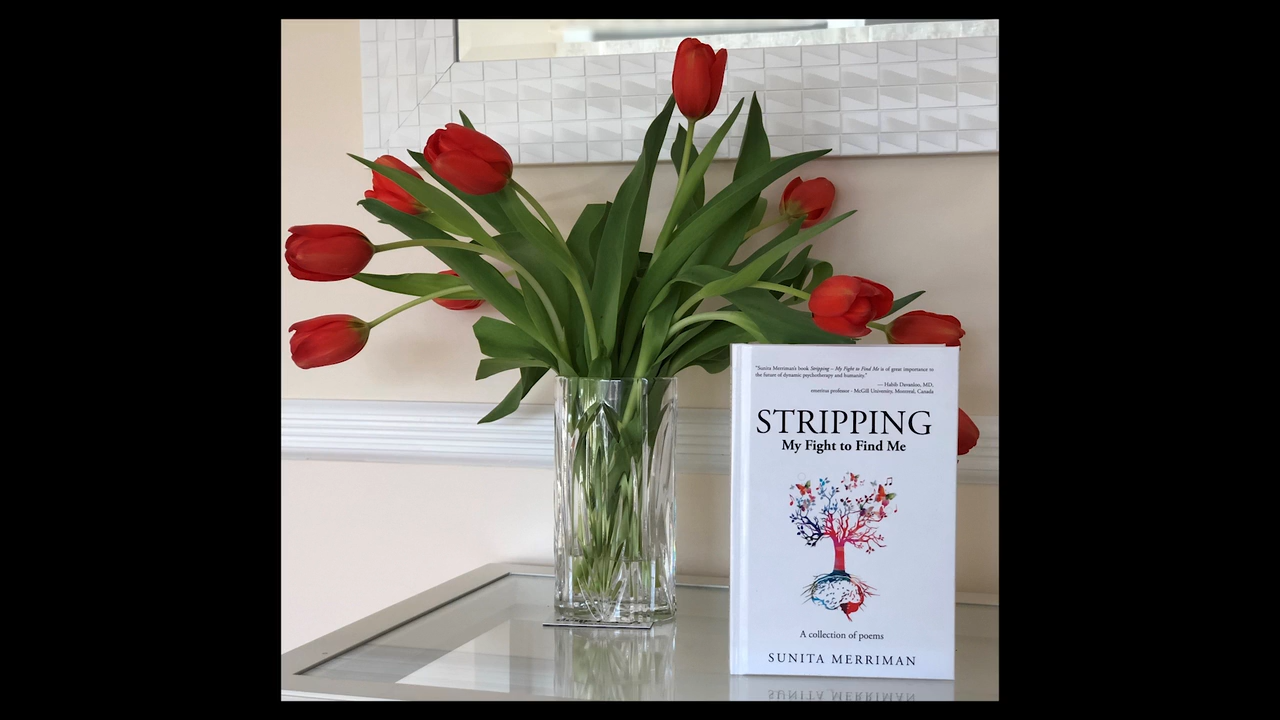 "Sunita Merriman's book Stripping – My Fight to Find Me is of great importance to
the future of dynamic psychotherapy and humanity."
— Habib Davanloo, MD,
emeritus professor - McGill University, Montreal, Canada
STRIPPING
My Fight to Find Me
A collection of poems
SUNITA MERRIMAN